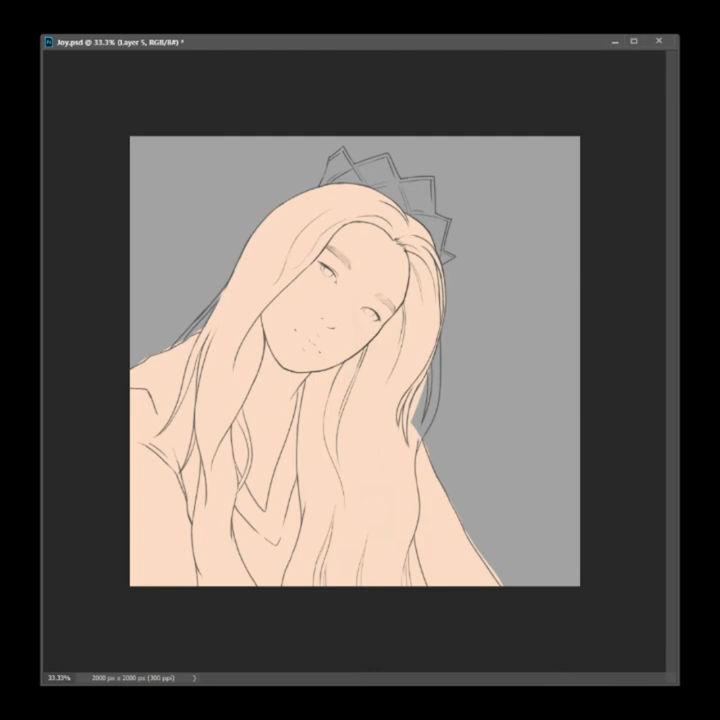 Joy.psd @ 33.3% (Layer 5, RGB/8#) *
33.33% 2000 px x 2000 px (300 ppi)